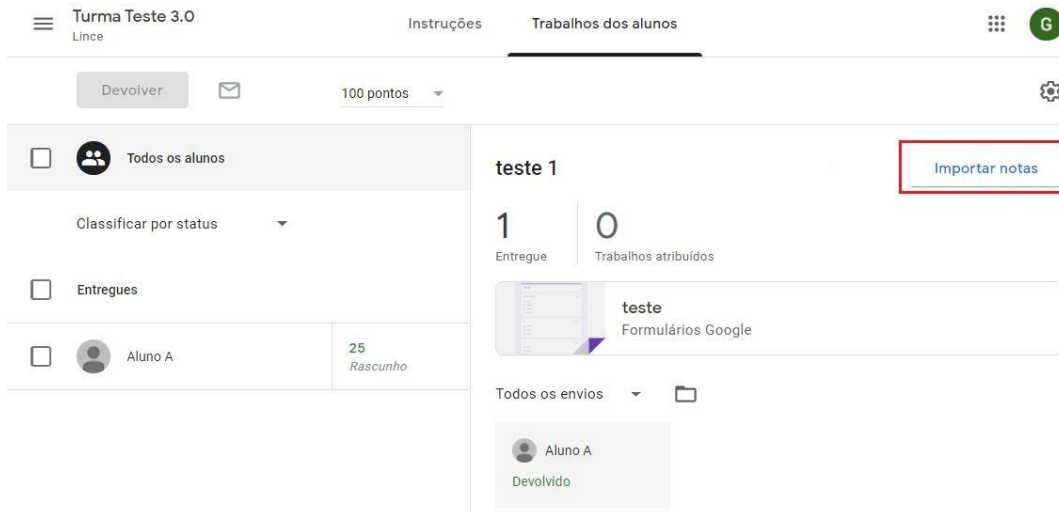 Turma Teste 3.0
Lince
Instruções
Trabalhos dos alunos
G
Devolver
100 pontos
Todos os alunos
Classificar por status
Entregues
Aluno A
25
Rascunho
teste 1
Importar notas
1
Entregue
0
Trabalhos atribuídos
teste
Formulários Google
Todos os envios
Aluno A
Devolvido